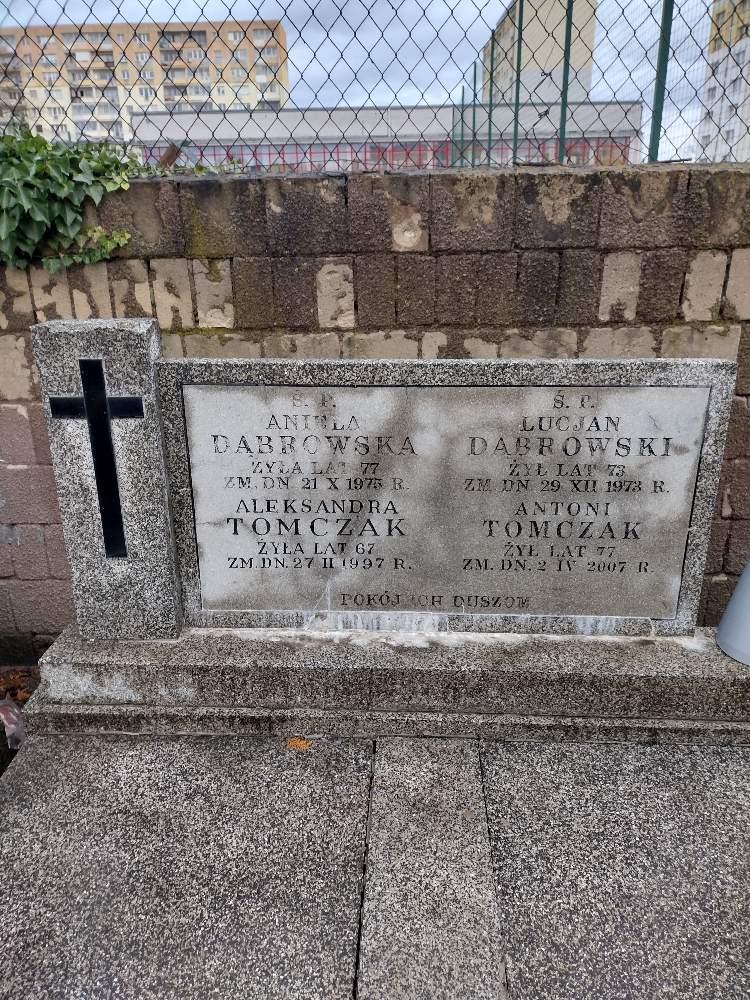 Ś. P.
ANIELA
DĄBROWSKA
ŻYŁA LAT 77
ZM. DN. 21 X 1975 R.
ALEKSANDRA
TOMCZAK
ŻYŁA LAT 67
ZM. DN. 27 II 1997 R.
Ś. P.
LUCJAN
DĄBROWSKI
ŻYŁ LAT 73
ZM. DN. 29 XII 1973 R.
ANTONI
TOMCZAK
ŻYŁ LAT 77
ZM. DN. 2 IV 2007 R.
POKÓJ ICH DUSZOM